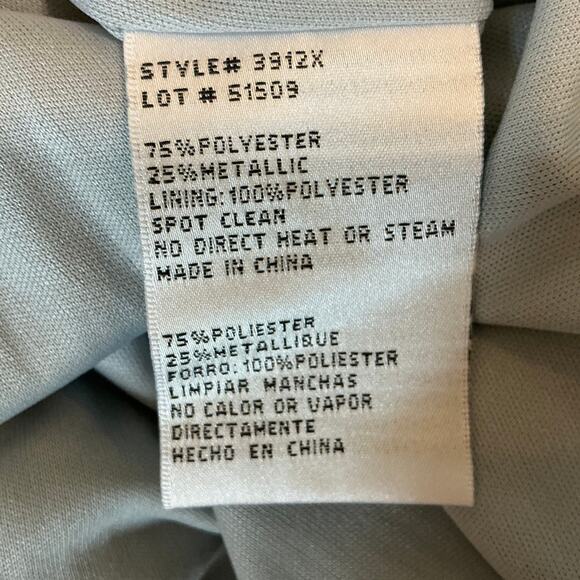 STYLE# 3912X
LOT # 51509
75%POLYESTER
25%METALLIC
LINING:100%POLYESTER
SPOT CLEAN
NO DIRECT HEAT OR STEAM
MADE IN CHINA
75%POLIESTER
25%METALLIQUE
FORRO:100%POLIESTER
LIMPIAR MANCHAS
NO CALOR OR VAPOR
DIRECTAMENTE
HECHO EN CHINA